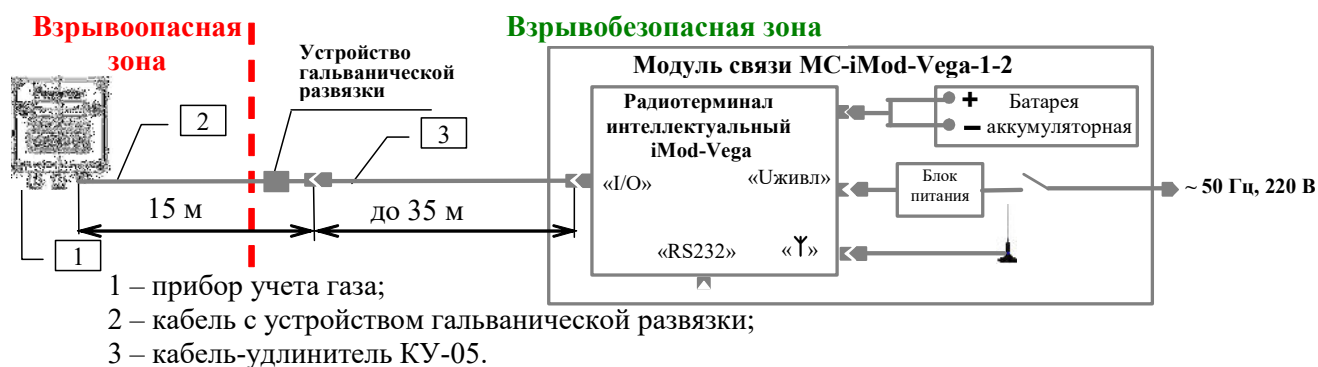 Взрывоопасная
зона
Взрывобезопасная зона
Устройство
гальванической
развязки
Модуль связи МС-iMod-Vega-1-2
Радиотерминал
интеллектуальный
iMod-Vega
+ Батарея
– аккумуляторная
2
3
«I/O»
«Uживл»
Блок
питания
~ 50 Гц, 220 В
15 м
до 35 м
1
«RS232»
«Y»
1 – прибор учета газа;
2 – кабель с устройством гальванической развязки;
3 – кабель-удлинитель КУ-05.